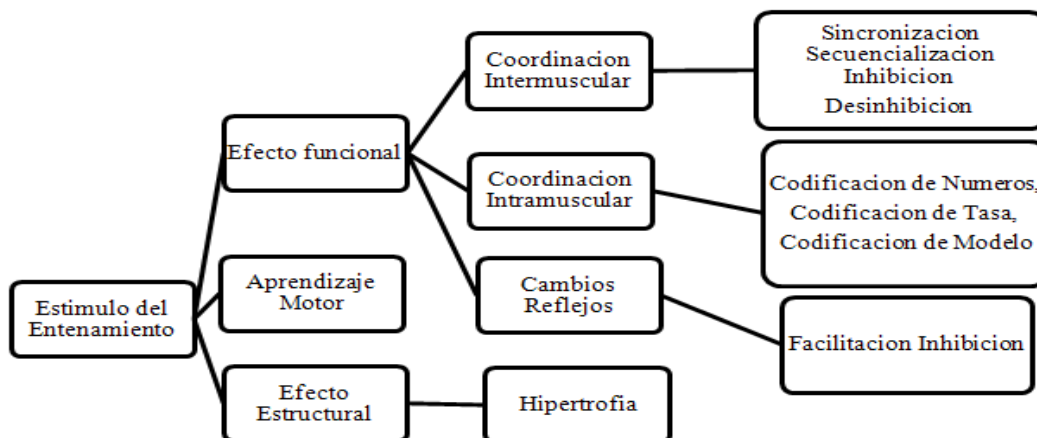 Coordinacion
Intermuscular
Sincronizacion
Secuencialización
Inhibicion
Desinhibicion
Efecto funcional
Coordinacion
Intramuscular
Codificacion de Numeros,
Codificacion de Tasa,
Codificacion de Modelo
Estimulo del
Entenamiento
Aprendizaje
Motor
Cambios
Reflejos
Facilitacion Inhibicion
Efecto
Estructural
Hipertrofia